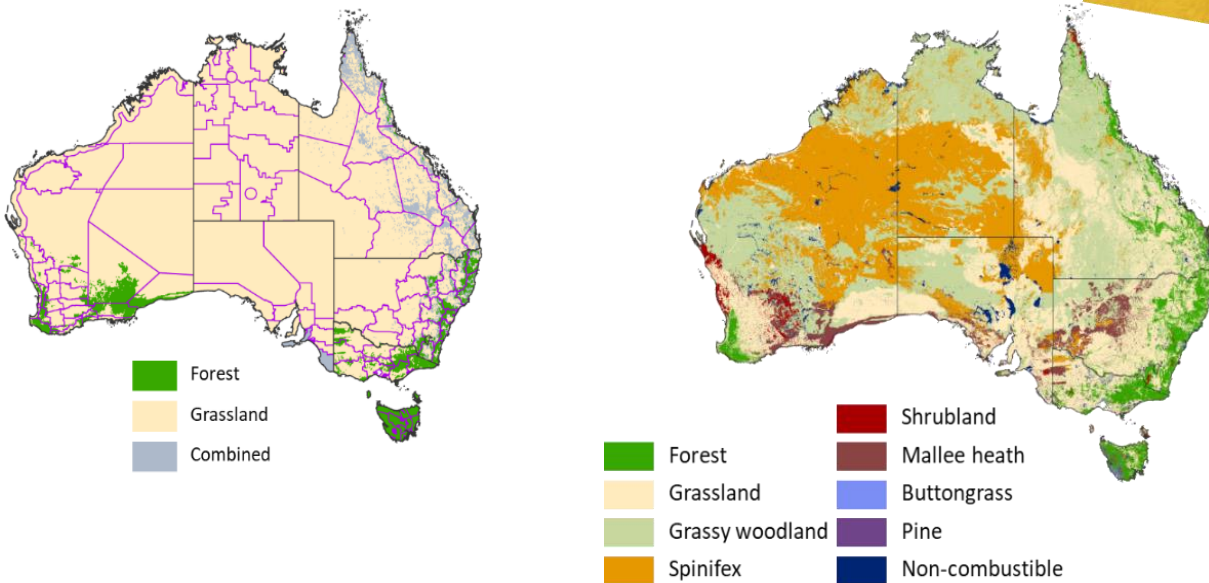 Forest
Grassland
Combined
Forest
Grassland
Grassy woodland
Spinifex
Shrubland
Mallee heath
Buttongrass
Pine
Non-combustible